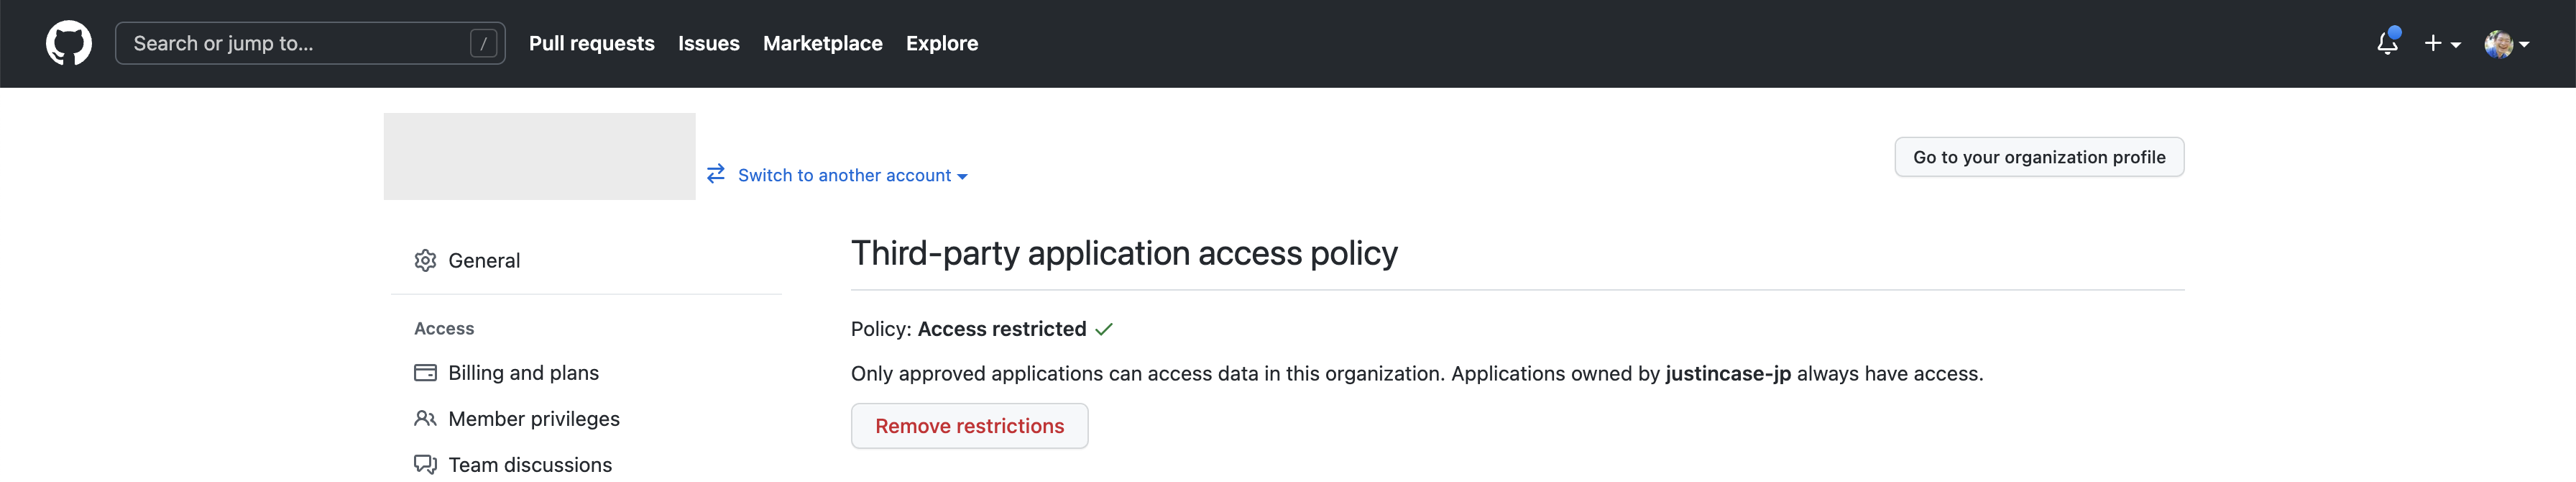 Search or jump to... /
Pull requests
Issues
Marketplace
Explore
Switch to another account
Go to your organization profile
General
Access
Billing and plans
Member privileges
Team discussions
Third-party application access policy
Policy: Access restricted
Only approved applications can access data in this organization. Applications owned by justincase-jp always have access.
Remove restrictions